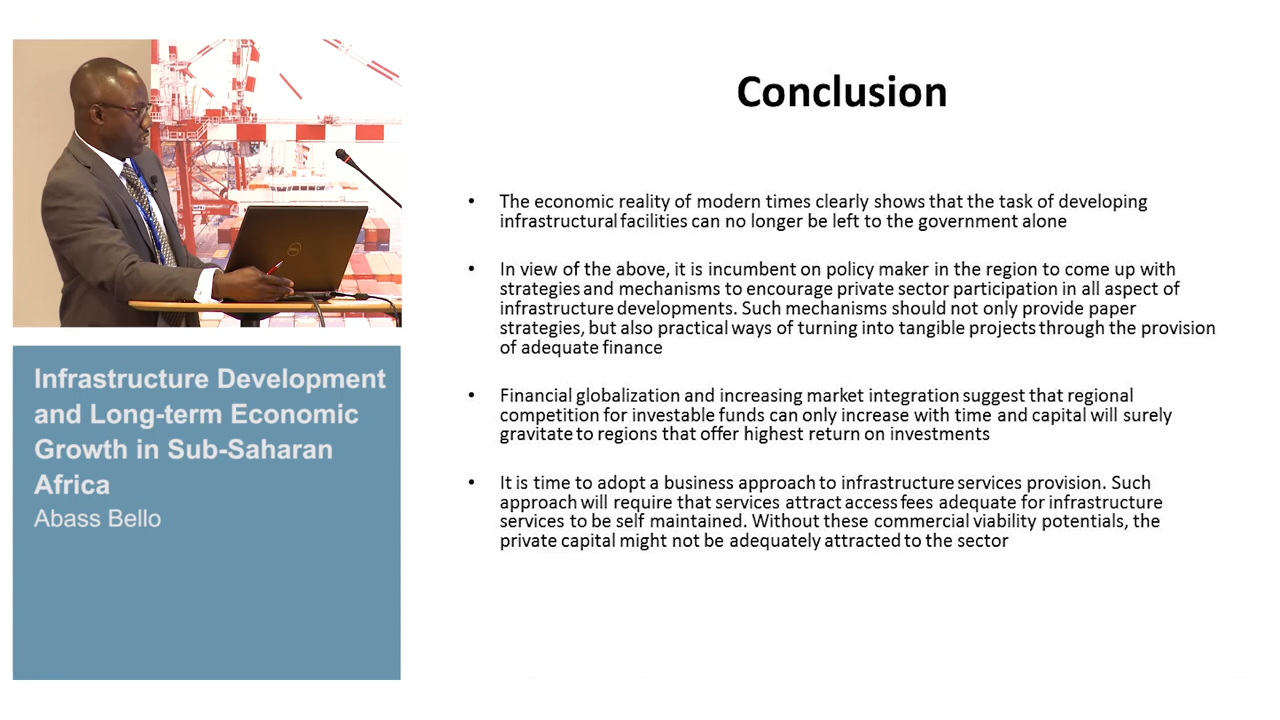 Conclusion
• The economic reality of modern times clearly shows that the task of developing
infrastructural facilities can no longer be left to the government alone
• In view of the above, it is incumbent on policy maker in the region to come up with
strategies and mechanisms to encourage private sector participation in all aspect of
infrastructure developments. Such mechanisms should not only provide paper
strategies, but also practical ways of turning into tangible projects through the provision
of adequate finance
• Financial globalization and increasing market integration suggest that regional
competition for investable funds can only increase with time and capital will surely
gravitate to regions that offer highest return on investments
• It is time to adopt a business approach to infrastructure services provision. Such
approach will require that services attract access fees adequate for infrastructure
services to be self maintained. Without these commercial viability potentials, the
private capital might not be adequately attracted to the sector
DELL
Infrastructure Development
and Long-term Economic
Growth in Sub-Saharan
Africa
Abass Bello